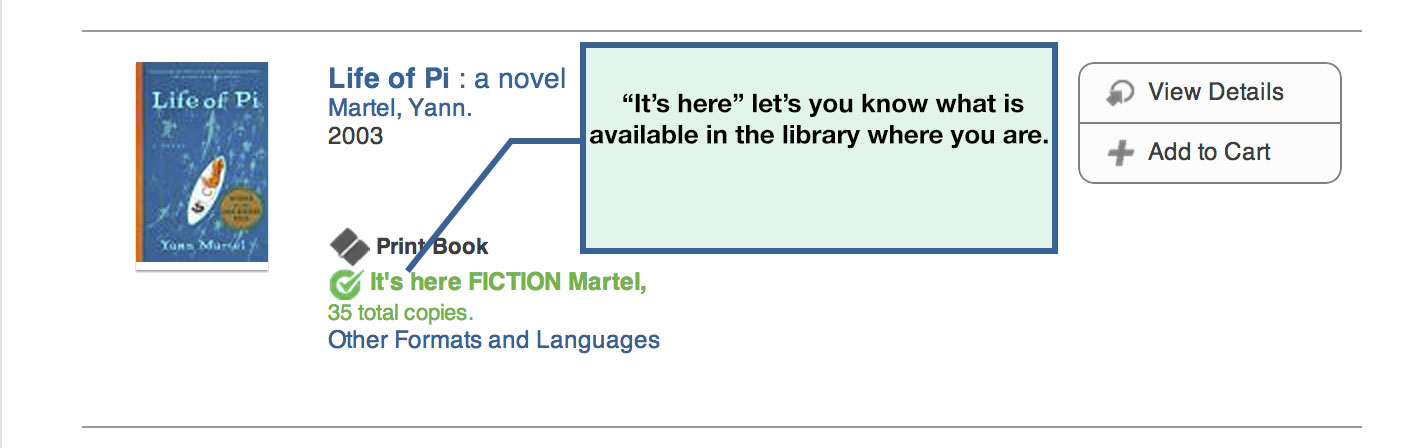 Life of Pi
Yann Martel
Life of Pi : a novel
Martel, Yann.
2003
Print Book
It's here FICTION Martel,
35 total copies.
Other Formats and Languages
“It’s here” let’s you know what is
available in the library where you are.
View Details
Add to Cart